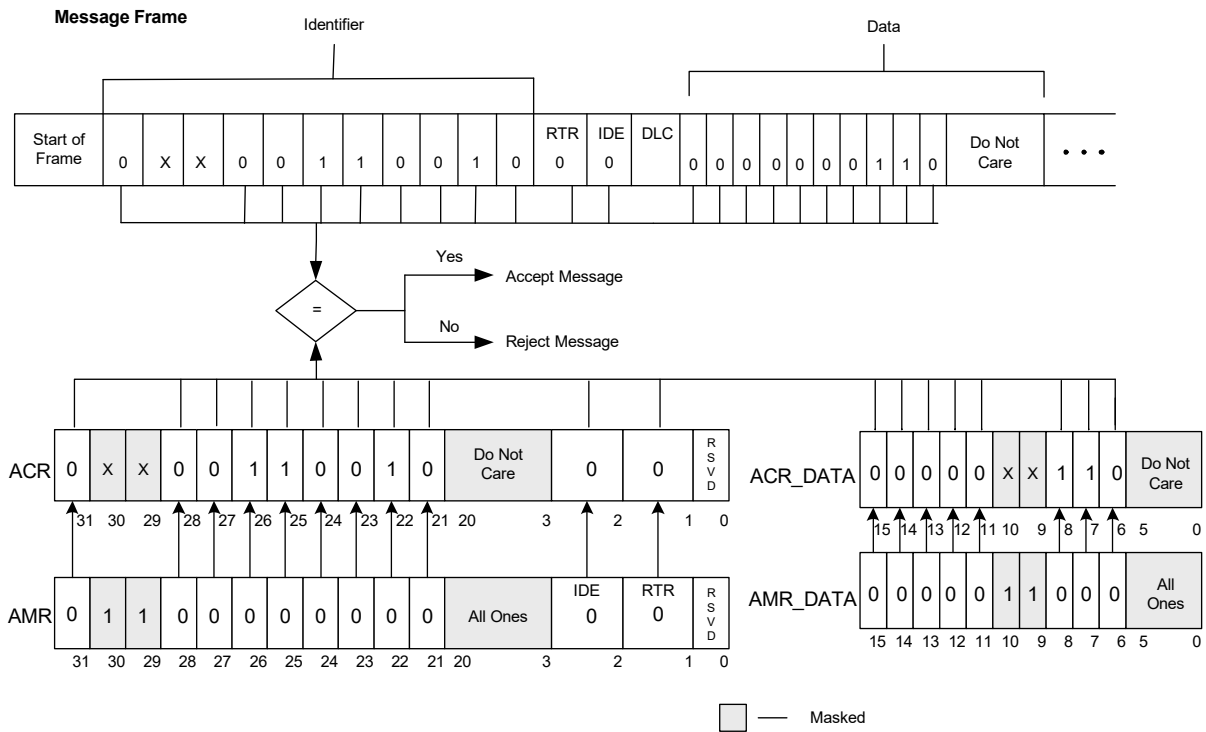 Message Frame
Identifier
Data
Start of Frame
0 X X 0 0 1 1 0 0 1 0
RTR 0
IDE 0
DLC
0 0 0 0 0 0 0 1 1 0
Do Not Care
• • •
=
Yes
Accept Message
No
Reject Message
ACR
0 X X 0 0 1 1 0 0 1 0
Do Not Care
0
0
RSVD
31 30 29 28 27 26 25 24 23 22 21 20 3 2 1 0
ACR_DATA
0 0 0 0 0 X X 1 1 0
Do Not Care
15 14 13 12 11 10 9 8 7 6 5 0
AMR
0 1 1 0 0 0 0 0 0 0 0
All Ones
IDE 0
RTR 0
RSVD
31 30 29 28 27 26 25 24 23 22 21 20 3 2 1 0
AMR_DATA
0 0 0 0 0 1 1 0 0 0
All Ones
15 14 13 12 11 10 9 8 7 6 5 0
Masked